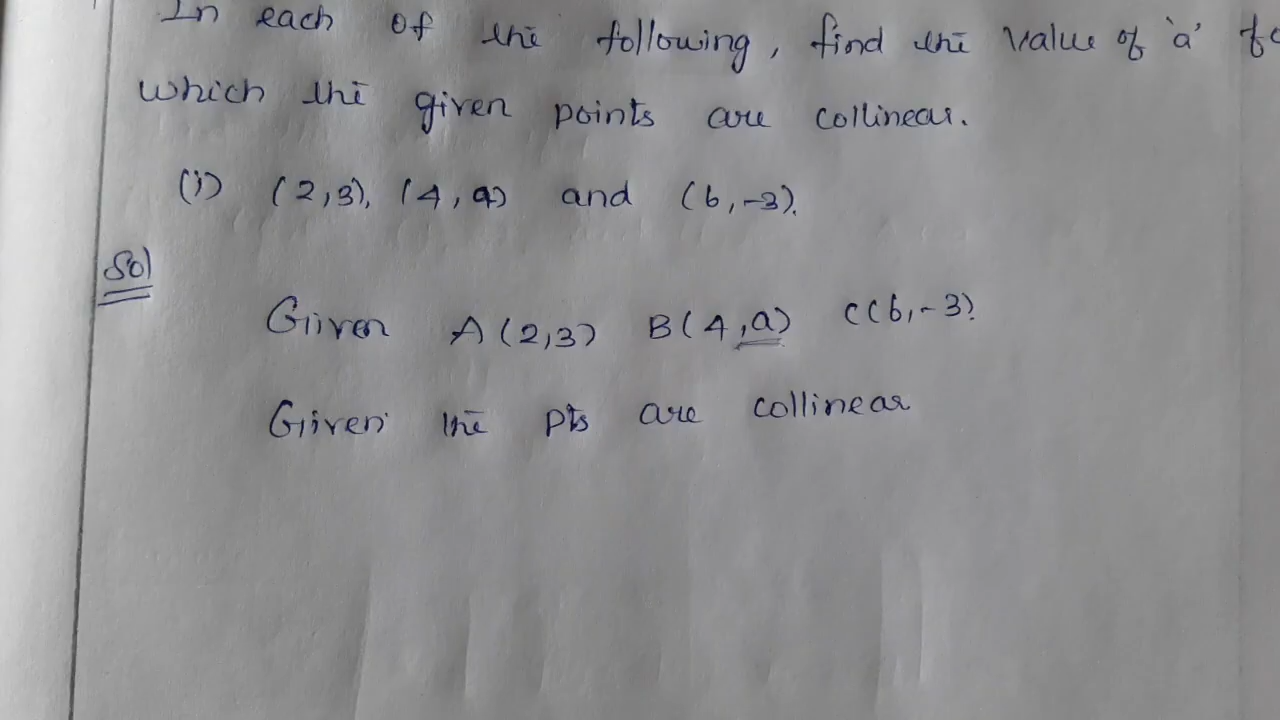 In each of the following, find the value of 'a'
which the given points are collinear.
(i) (2,3), (4,a) and (6,-3).
Sol
Given A(2,3) B(4,a) C(6,-3)
Given the pts are collinear